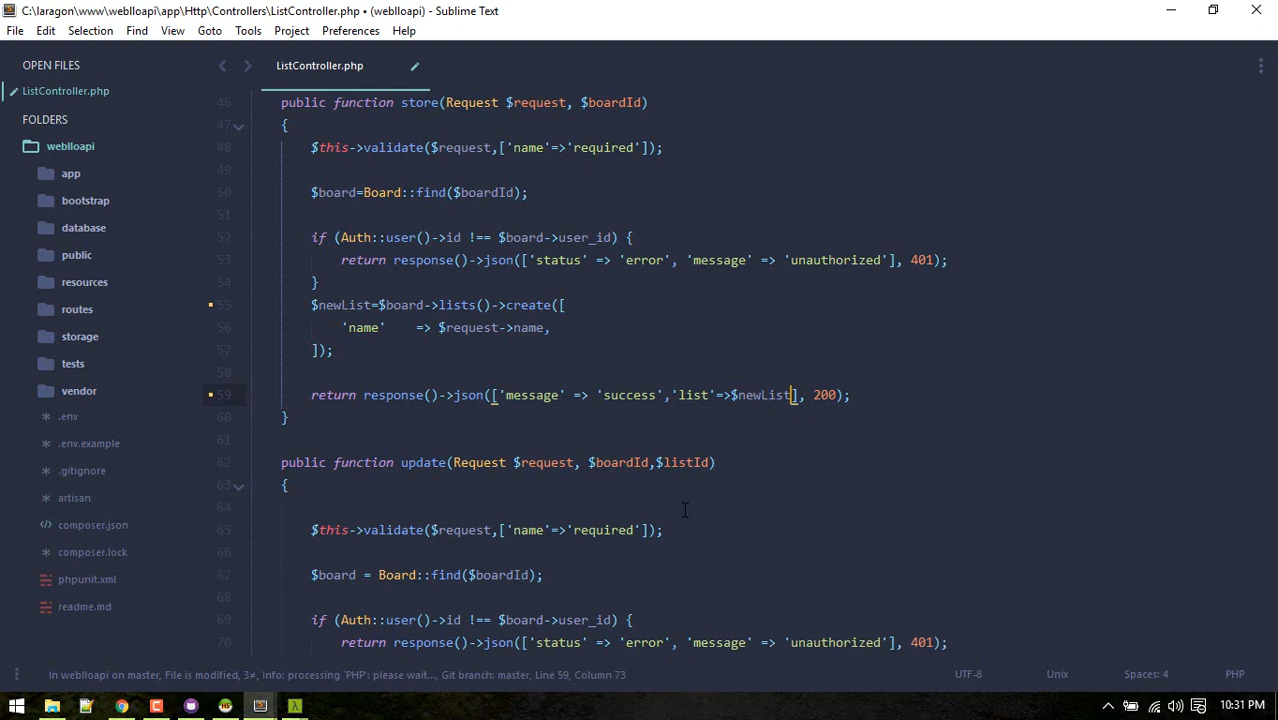 C:\laragon\www\weblloapi\app\Http\Controllers\ListController.php • (weblloapi) - Sublime Text
File Edit Selection Find View Goto Tools Project Preferences Help
OPEN FILES
ListController.php
FOLDERS
weblloapi
app
bootstrap
database
public
resources
routes
storage
tests
vendor
.env
.env.example
.gitignore
artisan
composer.json
composer.lock
phpunit.xml
readme.md
ListController.php
46 public function store(Request $request, $boardId)
47 {
48 $this->validate($request,['name'=>'required']);
49
50 $board=Board::find($boardId);
51
52 if (Auth::user()->id !== $board->user_id) {
53 return response()->json(['status' => 'error', 'message' => 'unauthorized'], 401);
54 }
55 $newList=$board->lists()->create([
56 'name'    => $request->name,
57 ]);
58
59 return response()->json(['message' => 'success','list'=>$newList], 200);
60 }
61
62 public function update(Request $request, $boardId,$listId)
63 {
64
65 $this->validate($request,['name'=>'required']);
66
67 $board = Board::find($boardId);
68
69 if (Auth::user()->id !== $board->user_id) {
70 return response()->json(['status' => 'error', 'message' => 'unauthorized'], 401);
In weblloapi on master, File is modified, 3≠, Info: processing `PHP`: please wait..., Git branch: master, Line 59, Column 73 UTF-8 Unix Spaces: 4 PHP
10:31 PM